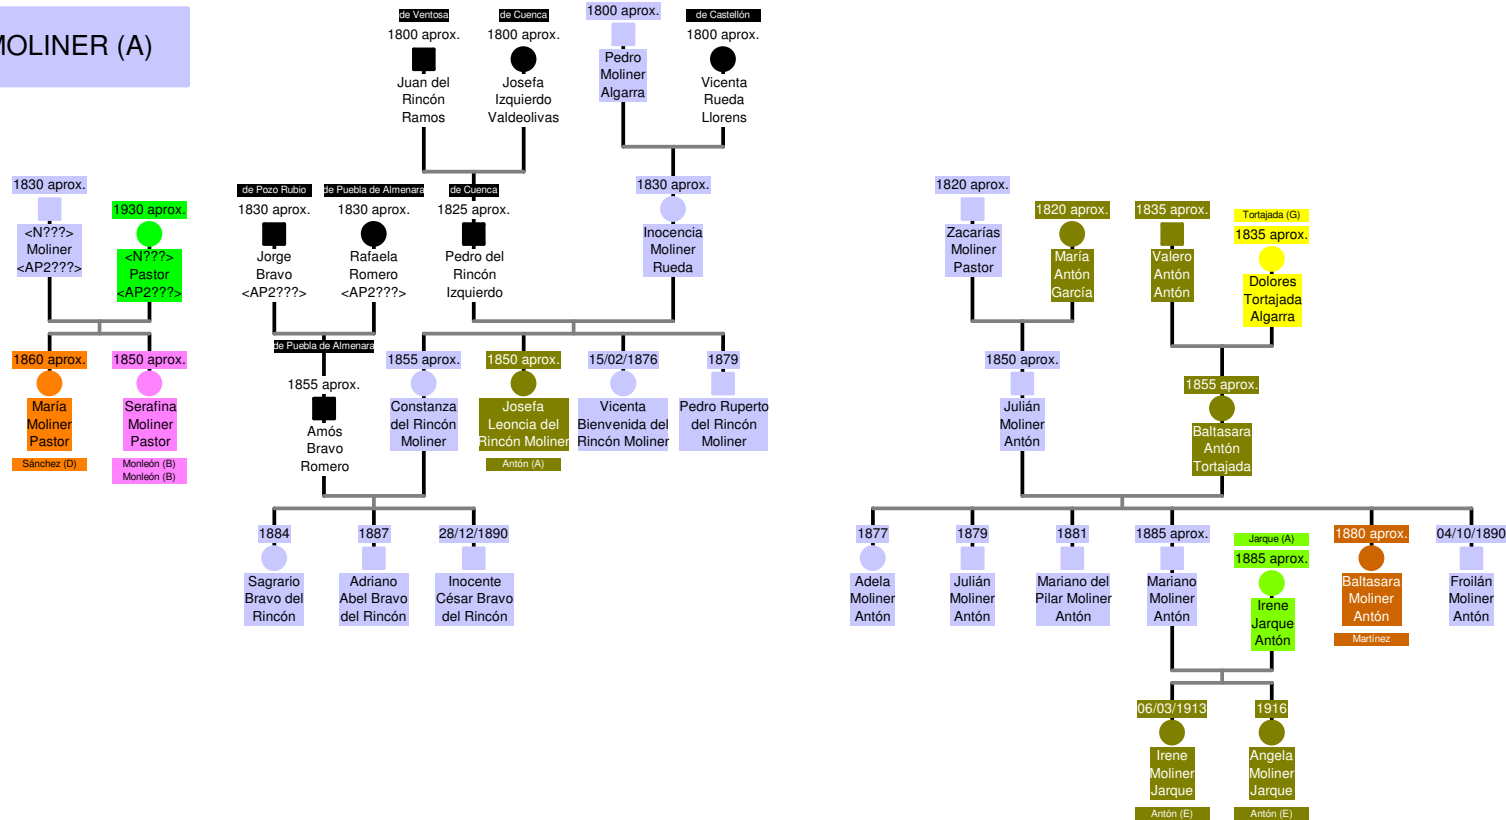 MOLINER (A)
de Ventosa
1800 aprox.
Juan del
Rincón
Ramos
de Cuenca
1800 aprox.
Josefa
Izquierdo
Valdeolivas
1800 aprox.
Pedro
Moliner
Algarra
de Castellón
1800 aprox.
Vicenta
Rueda
Llorens
1830 aprox.
<N???>
Moliner
<AP2???>
1930 aprox.
<N???>
Pastor
<AP2???>
de Pozo Rubio
1830 aprox.
Jorge
Bravo
<AP2???>
de Puebla de Almenara
1830 aprox.
Rafaela
Romero
<AP2???>
de Cuenca
1825 aprox.
Pedro del
Rincón
Izquierdo
1830 aprox.
Inocencia
Moliner
Rueda
1820 aprox.
Zacarías
Moliner
Pastor
1820 aprox.
María
Antón
García
1835 aprox.
Valero
Antón
Antón
Tortajada (G)
1835 aprox.
Dolores
Tortajada
Algarra
1860 aprox.
María
Moliner
Pastor
Sánchez (D)
1850 aprox.
Serafina
Moliner
Pastor
Monleón (B)
Monleón (B)
de Puebla de Almenara
1855 aprox.
Amós
Bravo
Romero
1855 aprox.
Constanza
del Rincón
Moliner
1850 aprox.
Josefa
Leoncia del
Rincón Moliner
Antón (A)
15/02/1876
Vicenta
Bienvenida del
Rincón Moliner
1879
Pedro Ruperto
del Rincón
Moliner
1850 aprox.
Julián
Moliner
Antón
1855 aprox.
Baltasara
Antón
Tortajada
1884
Sagrario
Bravo del
Rincón
1887
Adriano
Abel Bravo
del Rincón
28/12/1890
Inocente
César Bravo
del Rincón
1877
Adela
Moliner
Antón
1879
Julián
Moliner
Antón
1881
Mariano del
Pilar Moliner
Antón
1885 aprox.
Mariano
Moliner
Antón
Jarque (A)
1885 aprox.
Irene
Jarque
Antón
1880 aprox.
Baltasara
Moliner
Antón
Martínez
04/10/1890
Froilán
Moliner
Antón
06/03/1913
Irene
Moliner
Jarque
Antón (E)
1916
Angela
Moliner
Jarque
Antón (E)